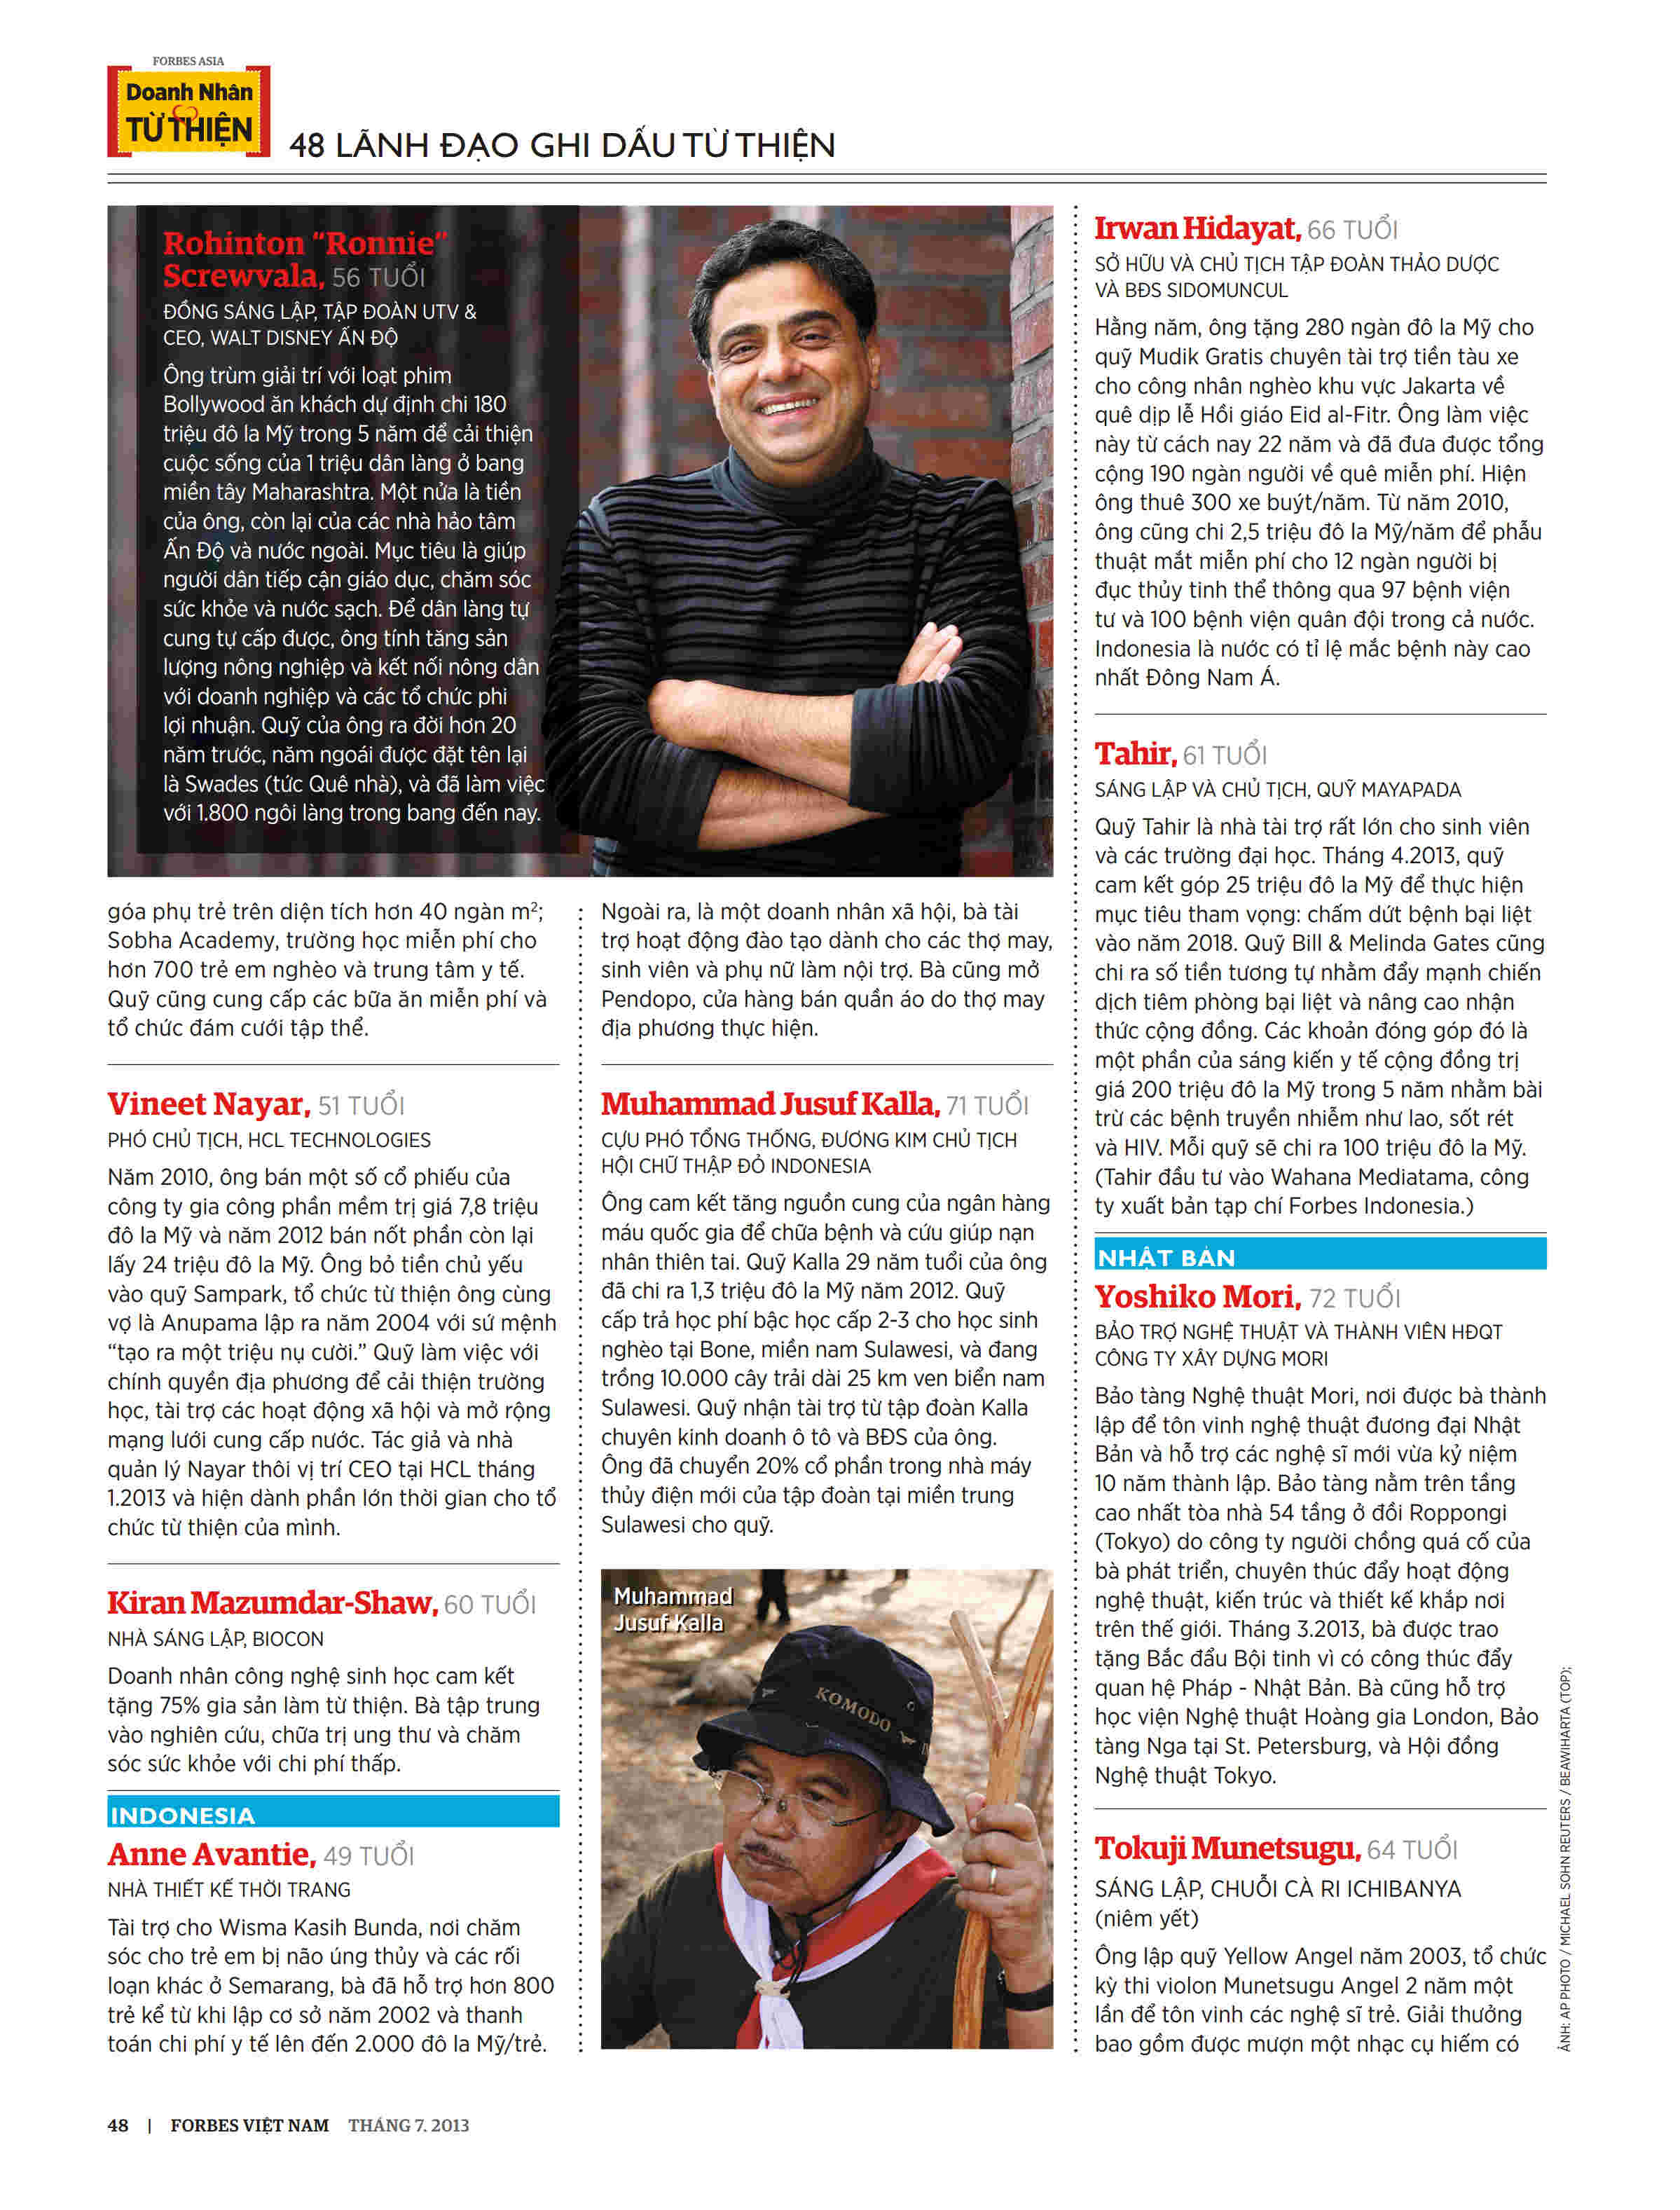 FORBES ASIA
Doanh Nhân
TỪ THIỆN
48 LÃNH ĐẠO GHI DẤU TỪ THIỆN
Rohinton “Ronnie”
Screwvala, 56 TUỔI
ĐỒNG SÁNG LẬP, TẬP ĐOÀN UTV &
CEO, WALT DISNEY ẤN ĐỘ
Ông trùm giải trí với loạt phim
Bollywood ăn khách dự định chi 180
triệu đô la Mỹ trong 5 năm để cải thiện
cuộc sống của 1 triệu dân làng ở bang
miền tây Maharashtra. Một nửa là tiền
của ông, còn lại của các nhà hảo tâm
Ấn Độ và nước ngoài. Mục tiêu là giúp
người dân tiếp cận giáo dục, chăm sóc
sức khỏe và nước sạch. Để dân làng tự
cung tự cấp được, ông tính tăng sản
lượng nông nghiệp và kết nối nông dân
với doanh nghiệp và các tổ chức phi
lợi nhuận. Quỹ của ông ra đời hơn 20
năm trước, năm ngoái được đặt tên lại
là Swades (tức Quê nhà), và đã làm việc
với 1.800 ngôi làng trong bang đến nay.
góa phụ trẻ trên diện tích hơn 40 ngàn m²;
Sobha Academy, trường học miễn phí cho
hơn 700 trẻ em nghèo và trung tâm y tế.
Quỹ cũng cung cấp các bữa ăn miễn phí và
tổ chức đám cưới tập thể.
Vineet Nayar, 51 TUỔI
PHÓ CHỦ TỊCH, HCL TECHNOLOGIES
Năm 2010, ông bán một số cổ phiếu của
công ty gia công phần mềm trị giá 7,8 triệu
đô la Mỹ và năm 2012 bán nốt phần còn lại
lấy 24 triệu đô la Mỹ. Ông bỏ tiền chủ yếu
vào quỹ Sampark, tổ chức từ thiện ông cùng
vợ là Anupama lập ra năm 2004 với sứ mệnh
“tạo ra một triệu nụ cười.” Quỹ làm việc với
chính quyền địa phương để cải thiện trường
học, tài trợ các hoạt động xã hội và mở rộng
mạng lưới cung cấp nước. Tác giả và nhà
quản lý Nayar thôi vị trí CEO tại HCL tháng
1.2013 và hiện dành phần lớn thời gian cho tổ
chức từ thiện của mình.
Kiran Mazumdar-Shaw, 60 TUỔI
NHÀ SÁNG LẬP, BIOCON
Doanh nhân công nghệ sinh học cam kết
tặng 75% gia sản làm từ thiện. Bà tập trung
vào nghiên cứu, chữa trị ung thư và chăm
sóc sức khỏe với chi phí thấp.
INDONESIA
Anne Avantie, 49 TUỔI
NHÀ THIẾT KẾ THỜI TRANG
Tài trợ cho Wisma Kasih Bunda, nơi chăm
sóc cho trẻ em bị não úng thủy và các rối
loạn khác ở Semarang, bà đã hỗ trợ hơn 800
trẻ kể từ khi lập cơ sở năm 2002 và thanh
toán chi phí y tế lên đến 2.000 đô la Mỹ/trẻ.
Ngoài ra, là một doanh nhân xã hội, bà tài
trợ hoạt động đào tạo dành cho các thợ may,
sinh viên và phụ nữ làm nội trợ. Bà cũng mở
Pendopo, cửa hàng bán quần áo do thợ may
địa phương thực hiện.
Muhammad Jusuf Kalla, 71 TUỔI
CỰU PHÓ TỔNG THỐNG, ĐƯƠNG KIM CHỦ TỊCH
HỘI CHỮ THẬP ĐỎ INDONESIA
Ông cam kết tăng nguồn cung của ngân hàng
máu quốc gia để chữa bệnh và cứu giúp nạn
nhân thiên tai. Quỹ Kalla 29 năm tuổi của ông
đã chi ra 1,3 triệu đô la Mỹ năm 2012. Quỹ
cấp trả học phí bậc học cấp 2-3 cho học sinh
nghèo tại Bone, miền nam Sulawesi, và đang
trồng 10.000 cây trải dài 25 km ven biển nam
Sulawesi. Quỹ nhận tài trợ từ tập đoàn Kalla
chuyên kinh doanh ô tô và BĐS của ông.
Ông đã chuyển 20% cổ phần trong nhà máy
thủy điện mới của tập đoàn tại miền trung
Sulawesi cho quỹ.
Muhammad
Jusuf Kalla
KOMODO
Irwan Hidayat, 66 TUỔI
SỞ HỮU VÀ CHỦ TỊCH TẬP ĐOÀN THẢO DƯỢC
VÀ BĐS SIDOMUNCUL
Hằng năm, ông tặng 280 ngàn đô la Mỹ cho
quỹ Mudik Gratis chuyên tài trợ tiền tàu xe
cho công nhân nghèo khu vực Jakarta về
quê dịp lễ Hồi giáo Eid al-Fitr. Ông làm việc
này từ cách nay 22 năm và đã đưa được tổng
cộng 190 ngàn người về quê miễn phí. Hiện
ông thuê 300 xe buýt/năm. Từ năm 2010,
ông cũng chi 2,5 triệu đô la Mỹ/năm để phẫu
thuật mắt miễn phí cho 12 ngàn người bị
đục thủy tinh thể thông qua 97 bệnh viện
tư và 100 bệnh viện quân đội trong cả nước.
Indonesia là nước có tỉ lệ mắc bệnh này cao
nhất Đông Nam Á.
Tahir, 61 TUỔI
SÁNG LẬP VÀ CHỦ TỊCH, QUỸ MAYAPADA
Quỹ Tahir là nhà tài trợ rất lớn cho sinh viên
và các trường đại học. Tháng 4.2013, quỹ
cam kết góp 25 triệu đô la Mỹ để thực hiện
mục tiêu tham vọng: chấm dứt bệnh bại liệt
vào năm 2018. Quỹ Bill & Melinda Gates cũng
chi ra số tiền tương tự nhằm đẩy mạnh chiến
dịch tiêm phòng bại liệt và nâng cao nhận
thức cộng đồng. Các khoản đóng góp đó là
một phần của sáng kiến y tế cộng đồng trị
giá 200 triệu đô la Mỹ trong 5 năm nhằm bài
trừ các bệnh truyền nhiễm như lao, sốt rét
và HIV. Mỗi quỹ sẽ chi ra 100 triệu đô la Mỹ.
(Tahir đầu tư vào Wahana Mediatama, công
ty xuất bản tạp chí Forbes Indonesia.)
NHẬT BẢN
Yoshiko Mori, 72 TUỔI
BẢO TRỢ NGHỆ THUẬT VÀ THÀNH VIÊN HĐQT
CÔNG TY XÂY DỰNG MORI
Bảo tàng Nghệ thuật Mori, nơi được bà thành
lập để tôn vinh nghệ thuật đương đại Nhật
Bản và hỗ trợ các nghệ sĩ mới vừa kỷ niệm
10 năm thành lập. Bảo tàng nằm trên tầng
cao nhất tòa nhà 54 tầng ở đồi Roppongi
(Tokyo) do công ty người chồng quá cố của
bà phát triển, chuyên thúc đẩy hoạt động
nghệ thuật, kiến trúc và thiết kế khắp nơi
trên thế giới. Tháng 3.2013, bà được trao
tặng Bắc đẩu Bội tinh vì có công thúc đẩy
quan hệ Pháp - Nhật Bản. Bà cũng hỗ trợ
học viện Nghệ thuật Hoàng gia London, Bảo
tàng Nga tại St. Petersburg, và Hội đồng
Nghệ thuật Tokyo.
Tokuji Munetsugu, 64 TUỔI
SÁNG LẬP, CHUỖI CÀ RI ICHIBANYA
(niêm yết)
Ông lập quỹ Yellow Angel năm 2003, tổ chức
kỳ thi violon Munetsugu Angel 2 năm một
lần để tôn vinh các nghệ sĩ trẻ. Giải thưởng
bao gồm được mượn một nhạc cụ hiếm có
ẢNH: AP PHOTO / MICHAEL SOHN REUTERS / BEAWIHARTA (TOP);
48 | FORBES VIỆT NAM THÁNG 7. 2013